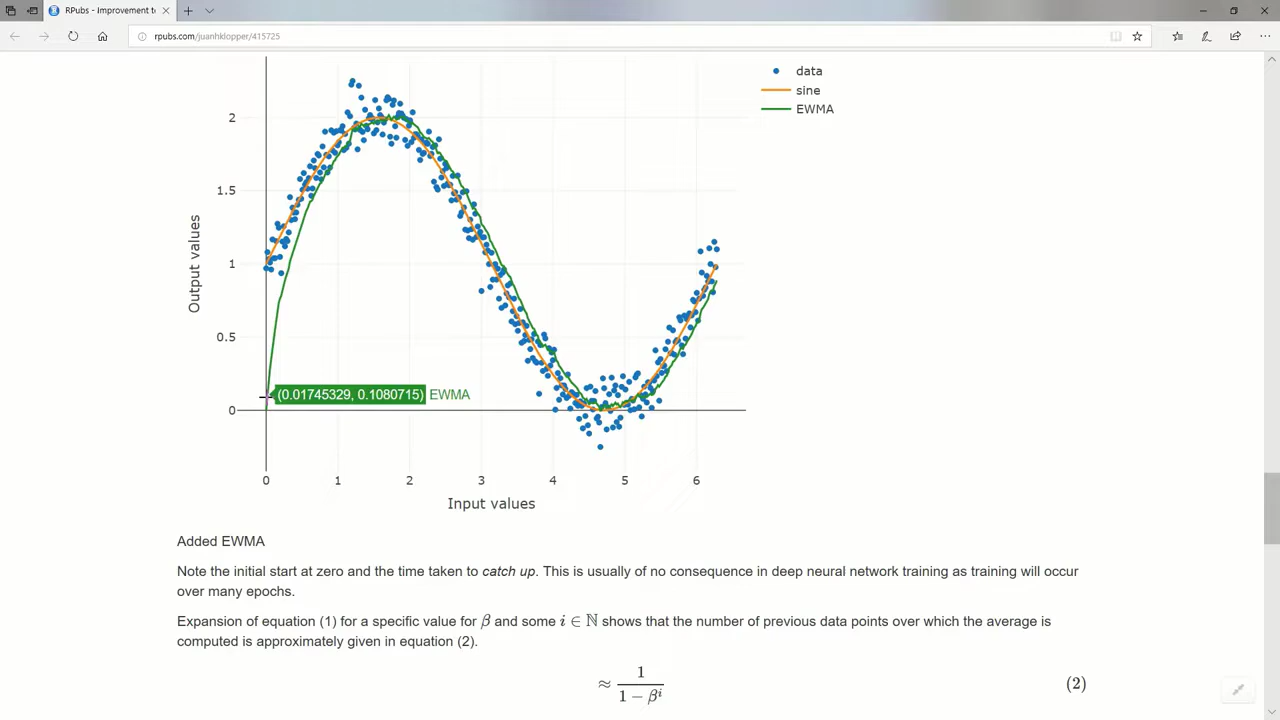 RPubs - Improvement to
rpubs.com/juanhklopper/415725
data
sine
EWMA
2
1.5
1
0.5
0
Output values
(0.01745329, 0.1080715) EWMA
0 1 2 3 4 5 6
Input values
Added EWMA
Note the initial start at zero and the time taken to catch up. This is usually of no consequence in deep neural network training as training will occur
over many epochs.
Expansion of equation (1) for a specific value for β and some i ∈ ℕ shows that the number of previous data points over which the average is
computed is approximately given in equation (2).
≈ 1 / (1 − βⁱ) (2)